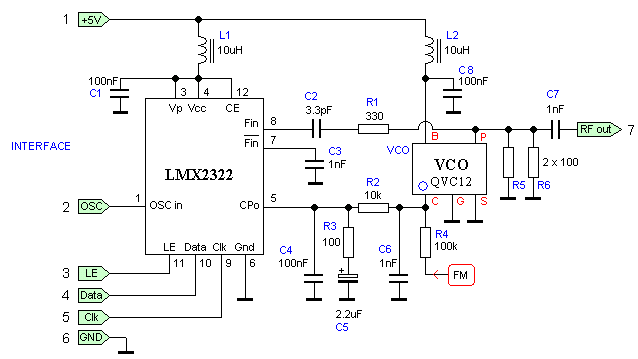 1 +5V
L1
10uH
L2
10uH
100nF
C1
3 4 12
Vp Vcc CE
C8
100nF
C2
3.3pF
R1
330
C7
1nF
RF out 7
Fin 8
Fin 7
INTERFACE
LMX2322
C3
1nF
VCO
B P
VCO
QVC12
C G S
R5 R6
2 x 100
2 OSC
1 OSC in
CPo 5
R2
10k
R3
100
R4
100k
C4
100nF
C6
1nF
LE Data Clk Gnd
11 10 9 6
3 LE
4 Data
5 Clk
6 GND
+
2.2uF
C5
FM